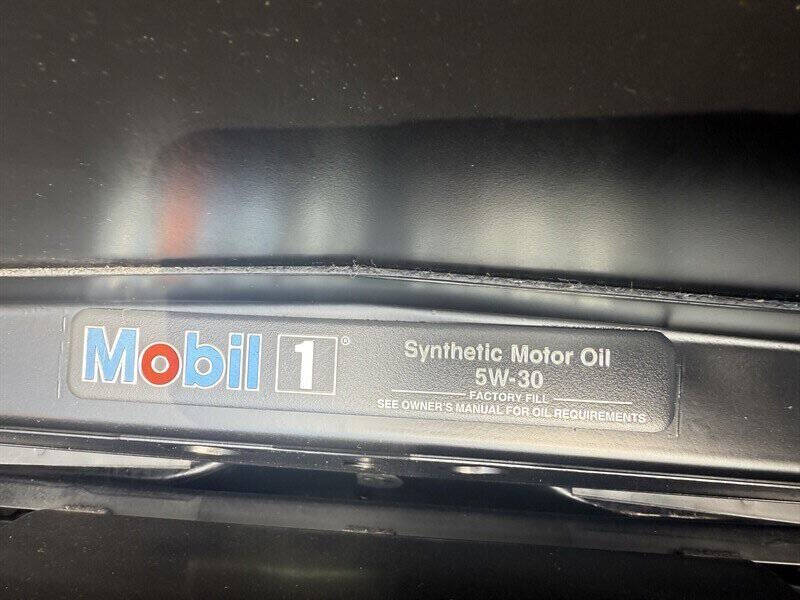 Mobil 1®
Synthetic Motor Oil
5W-30
FACTORY FILL
SEE OWNER'S MANUAL FOR OIL REQUIREMENTS